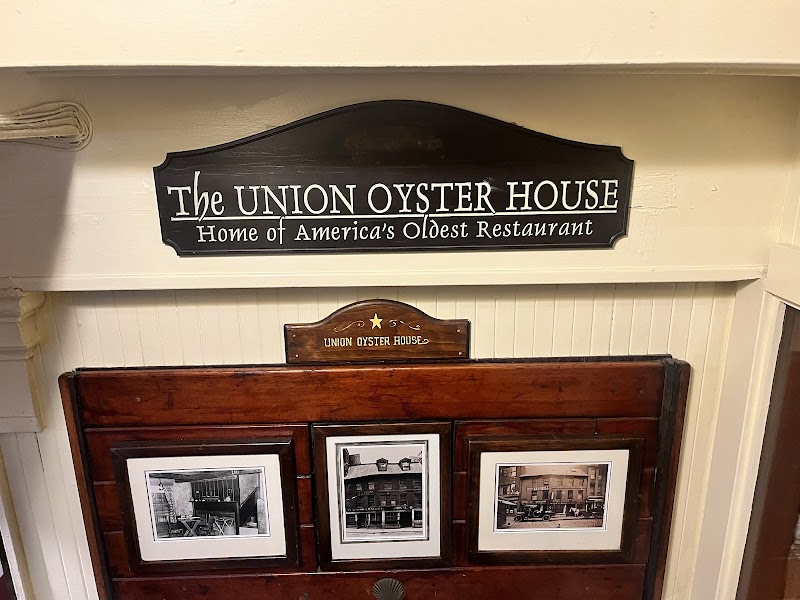 The UNION OYSTER HOUSE
Home of America's Oldest Restaurant
UNION OYSTER HOUSE